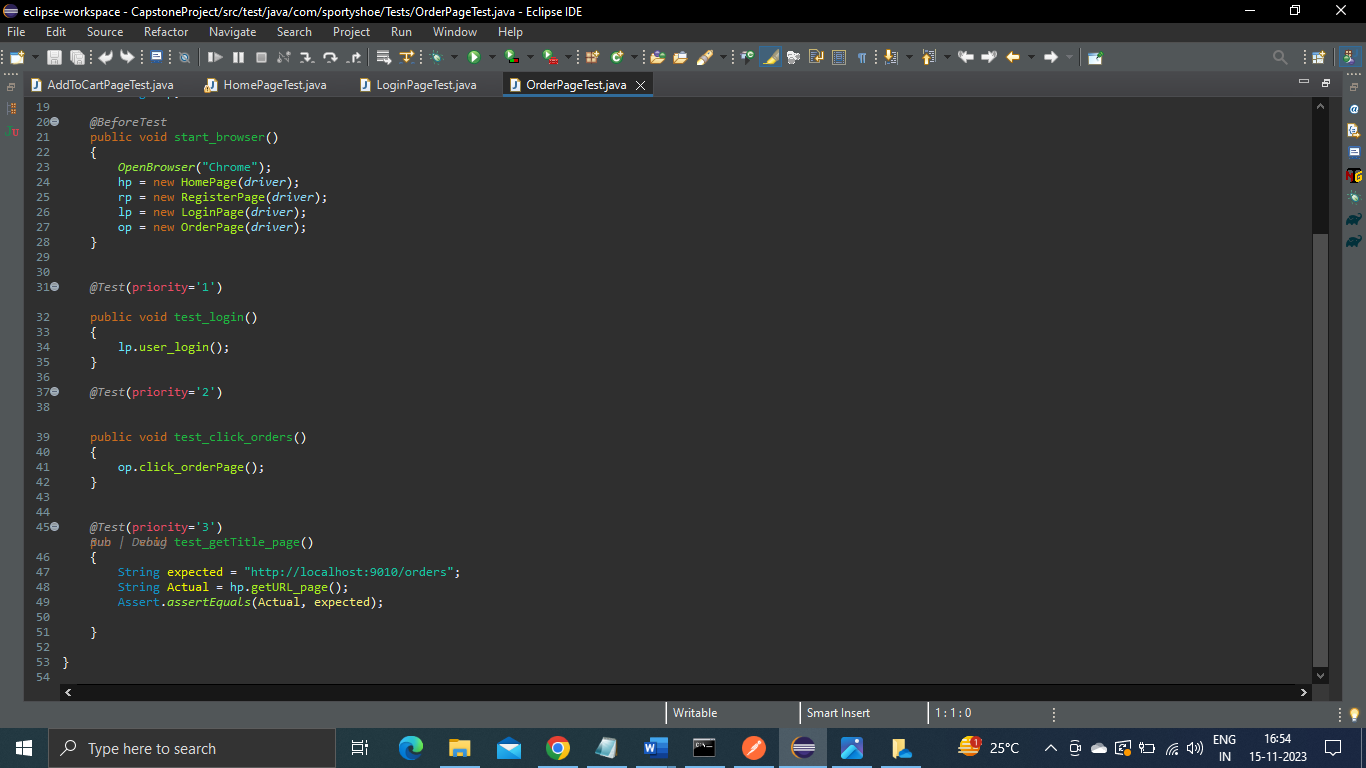 eclipse-workspace - CapstoneProject/src/test/java/com/sportyshoe/Tests/OrderPageTest.java - Eclipse IDE
File Edit Source Refactor Navigate Search Project Run Window Help
AddToCartPageTest.java HomePageTest.java LoginPageTest.java OrderPageTest.java
19
20 @BeforeTest
21 public void start_browser()
22 {
23 OpenBrowser("Chrome");
24 hp = new HomePage(driver);
25 rp = new RegisterPage(driver);
26 lp = new LoginPage(driver);
27 op = new OrderPage(driver);
28 }
29
30
31 @Test(priority='1')
32 public void test_login()
33 {
34 lp.user_login();
35 }
36
37 @Test(priority='2')
38
39 public void test_click_orders()
40 {
41 op.click_orderPage();
42 }
43
44
45 @Test(priority='3')
Run | Debug test_getTitle_page()
46 {
47 String expected = "http://localhost:9010/orders";
48 String Actual = hp.getURL_page();
49 Assert.assertEquals(Actual, expected);
50
51 }
52
53 }
54
Writable Smart Insert 1 : 1 : 0
Type here to search 25°C ENG IN 16:54 15-11-2023